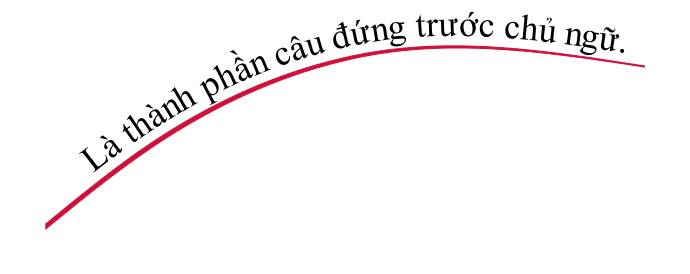 Là thành phần câu đứng trước chủ ngữ.